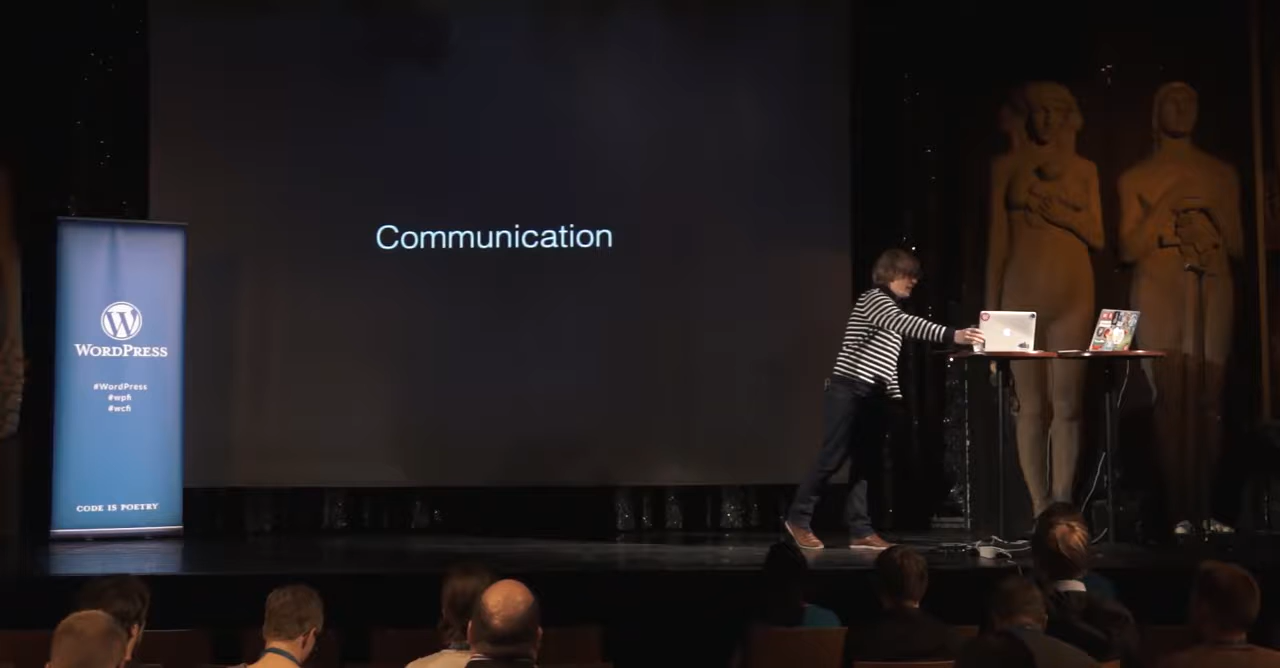 Communication
WORDPRESS
#WordPress
#wpfi
#wcfi
CODE IS POETRY